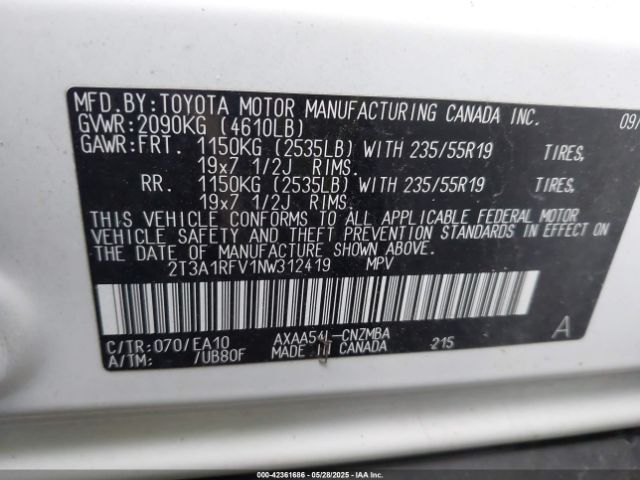 MFD.BY:TOYOTA MOTOR MANUFACTURING CANADA INC. 09/
GVWR:2090KG (4610LB)
GAWR:FRT. 1150KG (2535LB) WITH 235/55R19 TIRES,
19x7 1/2J RIMS.
RR. 1150KG (2535LB) WITH 235/55R19 TIRES,
19x7 1/2J RIMS.
THIS VEHICLE CONFORMS TO ALL APPLICABLE FEDERAL MOTOR
VEHICLE SAFETY AND THEFT PREVENTION STANDARDS IN EFFECT ON
THE DATE OF MANUFACTURE SHOWN ABOVE.
2T3A1RFV1NW312419 MPV
C/TR:070/EA10 AXAA54L-CNZMBA 215 A
A/TM: /UB80F MADE IN CANADA
000-42361686 - 05/28/2025 - IAAI Inc.